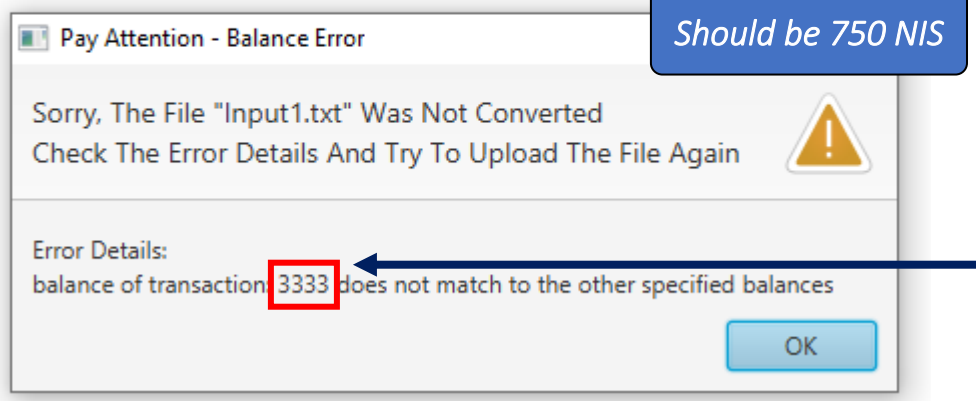 Should be 750 NIS
Pay Attention - Balance Error
Sorry, The File "Input1.txt" Was Not Converted
Check The Error Details And Try To Upload The File Again
Error Details:
balance of transaction: 3333 does not match to the other specified balances
OK